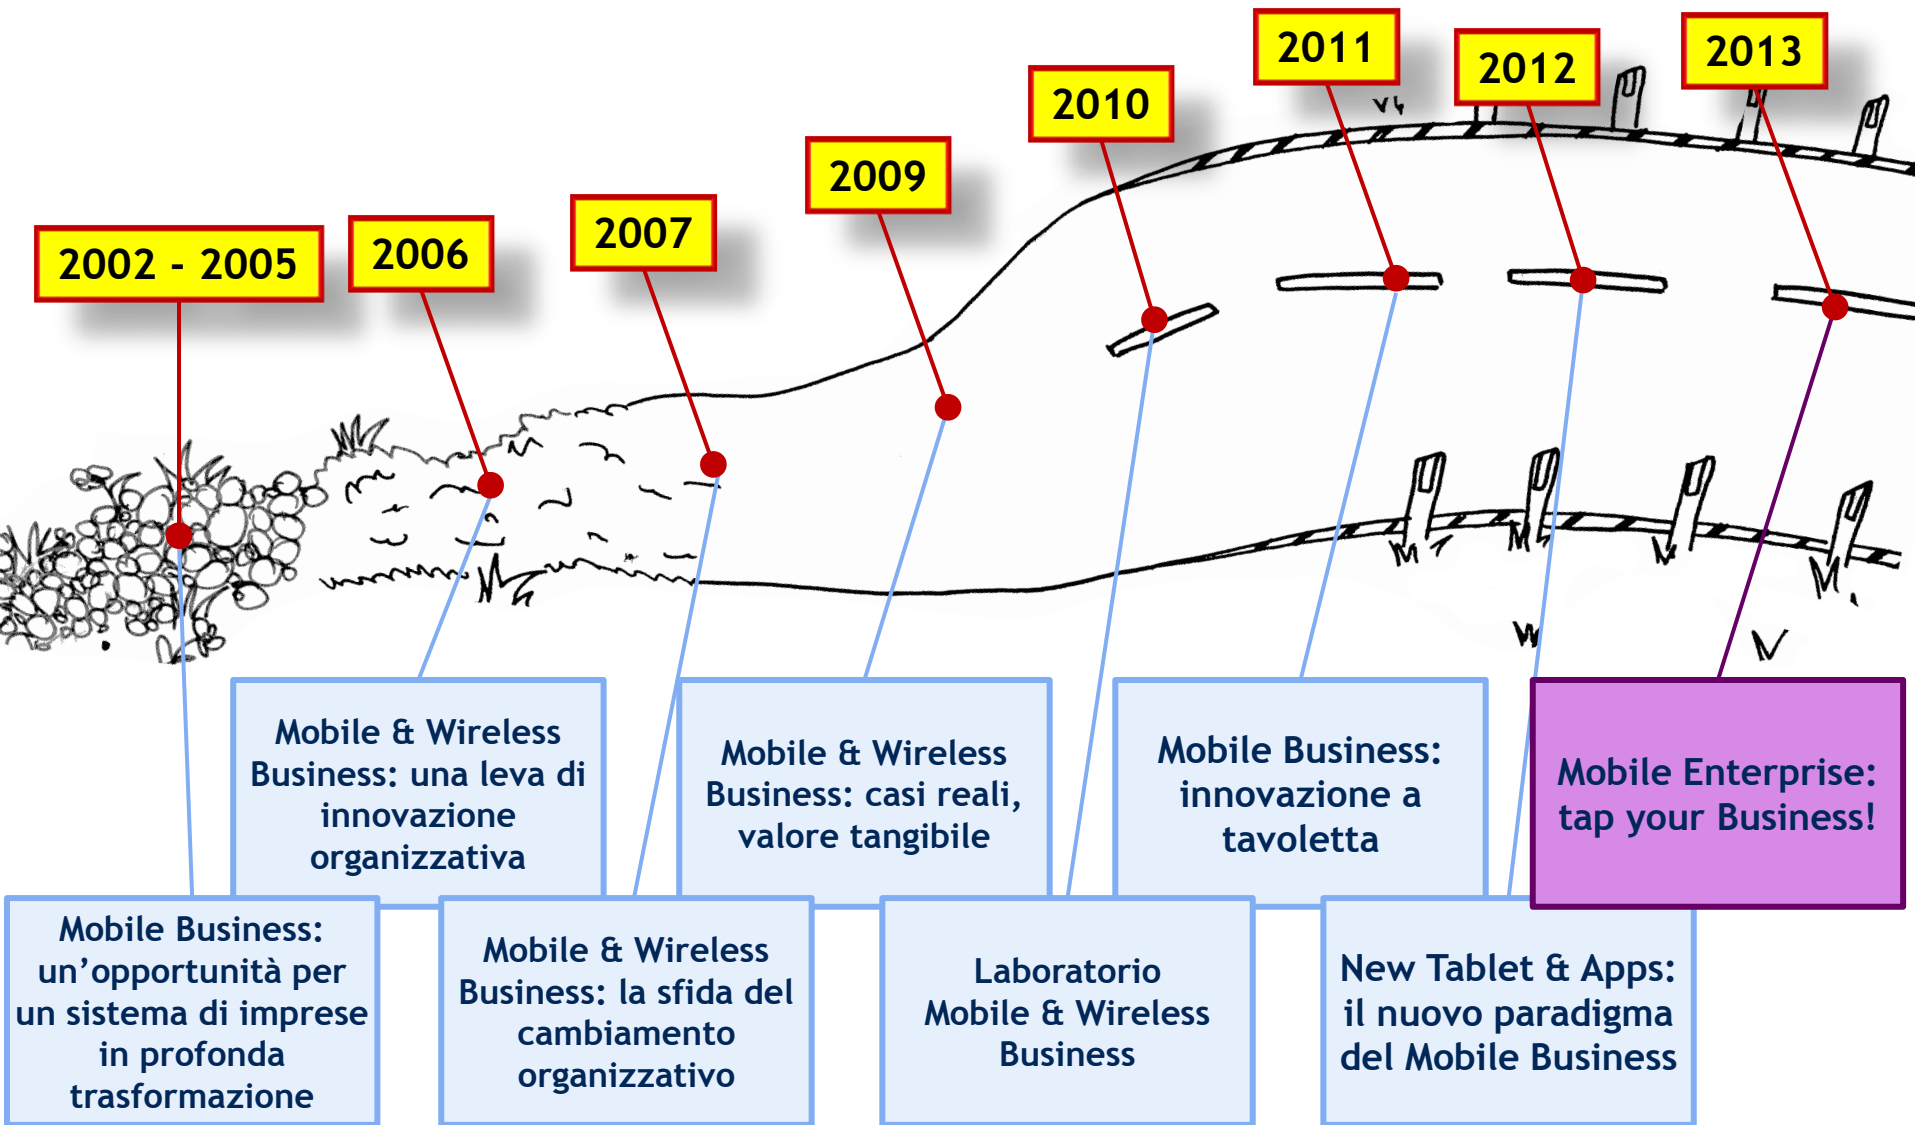 2002 - 2005
2006
2007
2009
2010
2011
2012
2013
Mobile & Wireless
Business: una leva di
innovazione
organizzativa
Mobile & Wireless
Business: casi reali,
valore tangibile
Mobile Business:
innovazione a
tavoletta
Mobile Enterprise:
tap your Business!
Mobile Business:
un’opportunità per
un sistema di imprese
in profonda
trasformazione
Mobile & Wireless
Business: la sfida del
cambiamento
organizzativo
Laboratorio
Mobile & Wireless
Business
New Tablet & Apps:
il nuovo paradigma
del Mobile Business